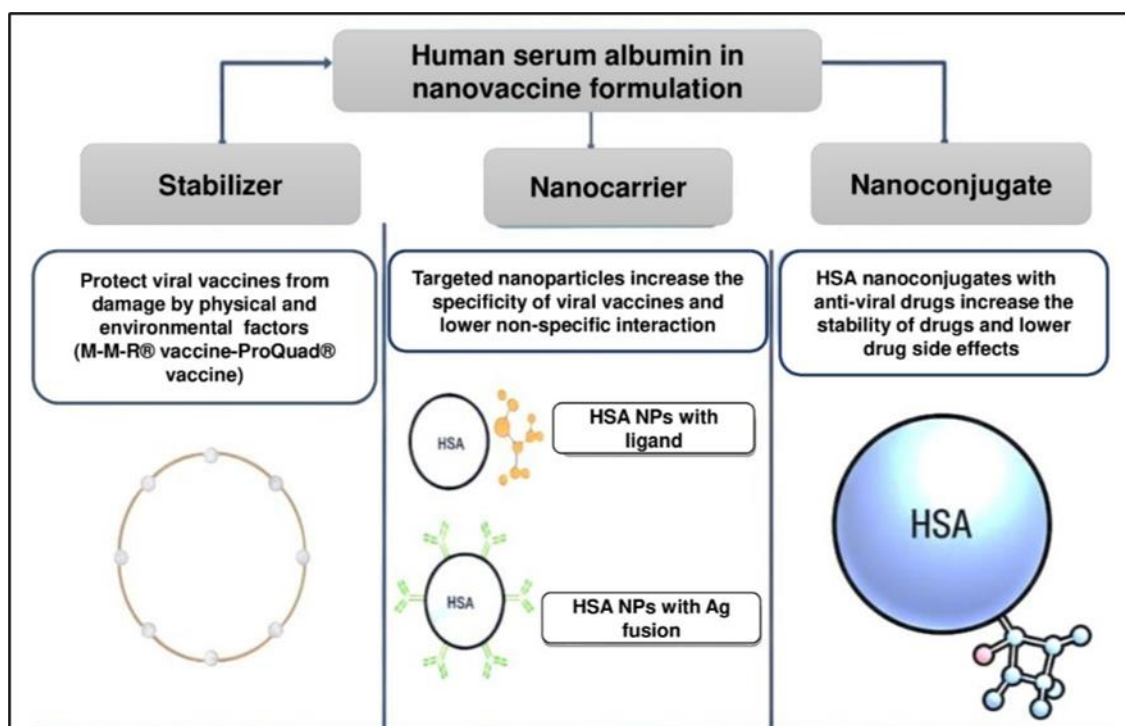 Human serum albumin in
nanovaccine formulation
Stabilizer
Nanocarrier
Nanoconjugate
Protect viral vaccines from
damage by physical and
environmental factors
(M-M-R® vaccine-ProQuad®
vaccine)
Targeted nanoparticles increase the
specificity of viral vaccines and
lower non-specific interaction
HSA nanoconjugates with
anti-viral drugs increase the
stability of drugs and lower
drug side effects
HSA
HSA NPs with
ligand
HSA
HSA NPs with Ag
fusion
HSA